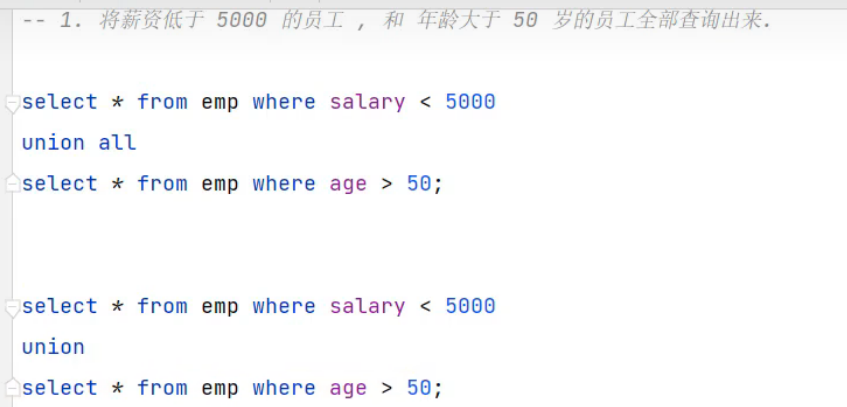 -- 1. 将薪资低于 5000 的员工 , 和 年龄大于 50 岁的员工全部查询出来.
select * from emp where salary < 5000
union all
select * from emp where age > 50;
select * from emp where salary < 5000
union
select * from emp where age > 50;